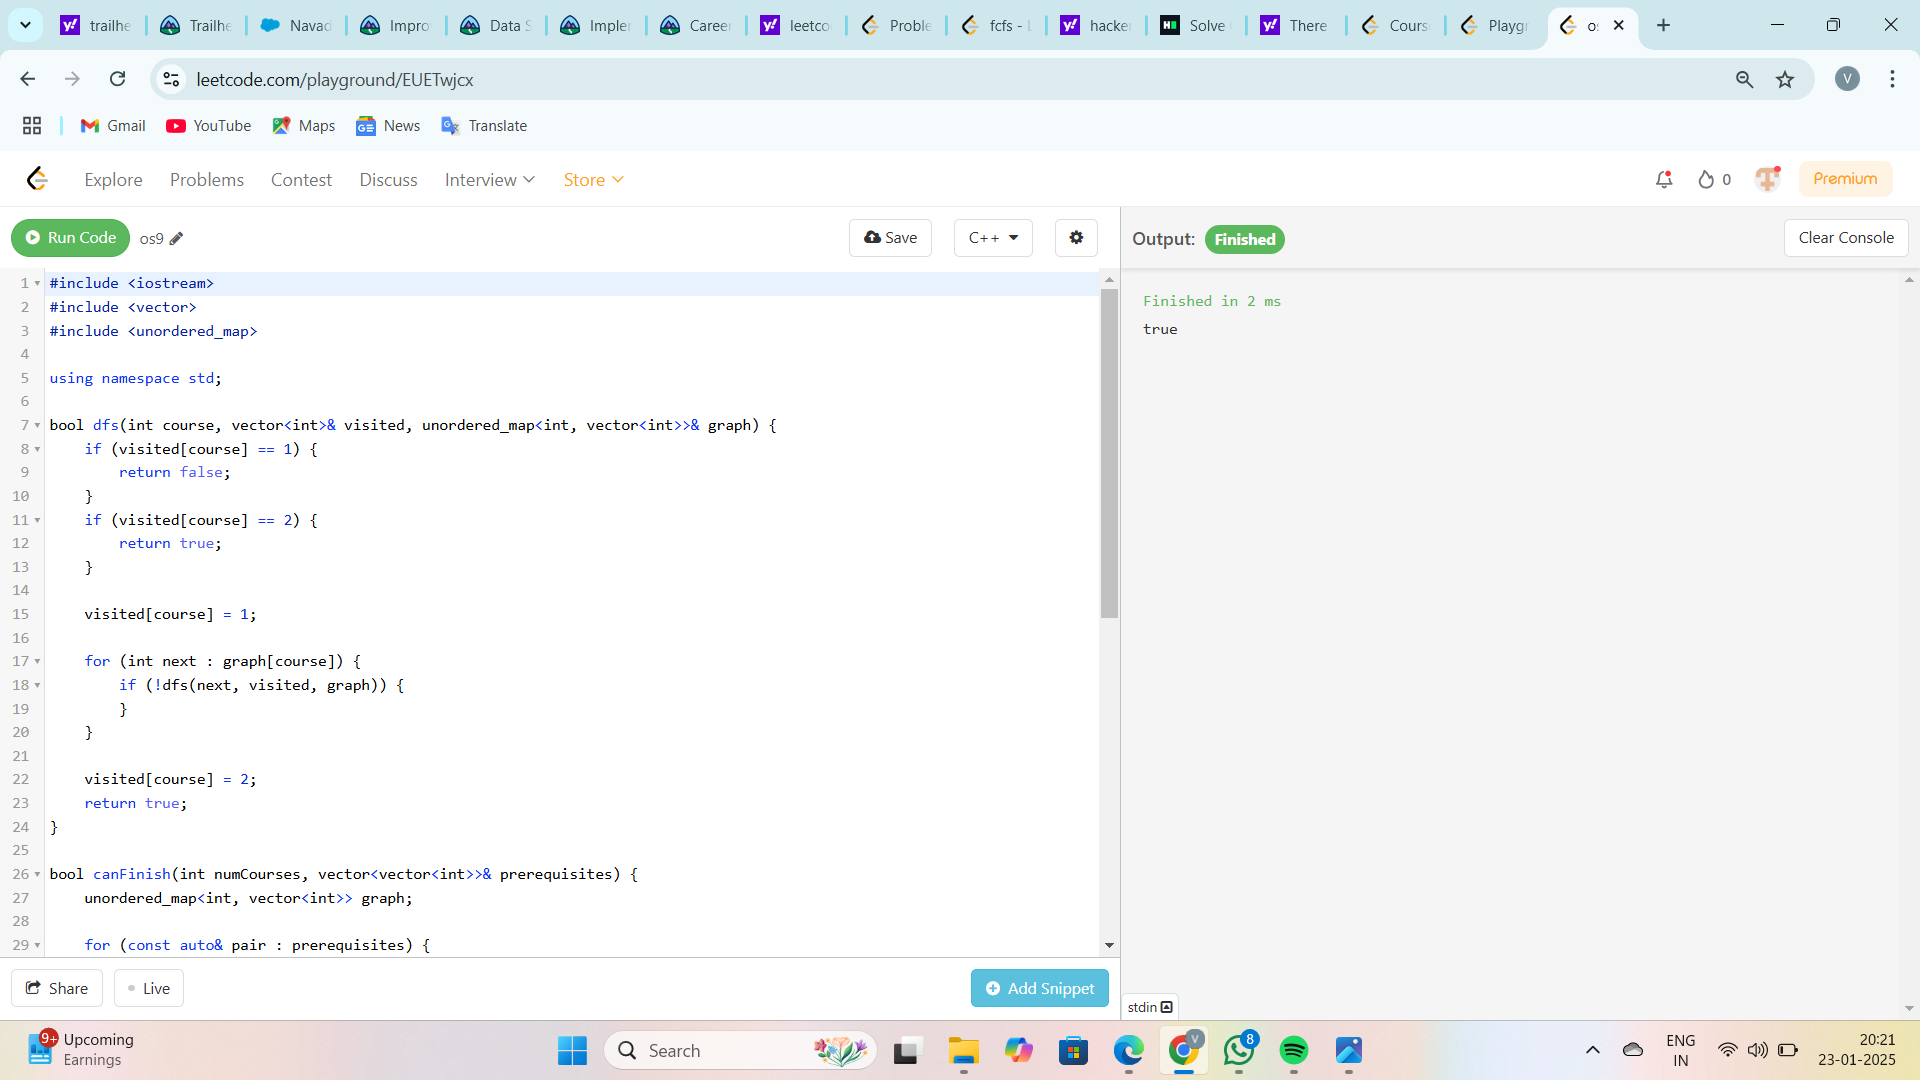 trailhe
Trailhe
Navad
Impro
Data S
Impler
Career
leetco
Proble
fcfs - L
hacker
Solve
There
Cours
Playgr
os
leetcode.com/playground/EUETwjcx
V
Gmail
YouTube
Maps
News
Translate
Explore
Problems
Contest
Discuss
Interview
Store
0
Premium
Run Code
os9
Save
C++
Output:
Finished
Clear Console
1 #include <iostream>
2 #include <vector>
3 #include <unordered_map>
4
5 using namespace std;
6
7 bool dfs(int course, vector<int>& visited, unordered_map<int, vector<int>>& graph) {
8 if (visited[course] == 1) {
9 return false;
10 }
11 if (visited[course] == 2) {
12 return true;
13 }
14
15 visited[course] = 1;
16
17 for (int next : graph[course]) {
18 if (!dfs(next, visited, graph)) {
19 }
20 }
21
22 visited[course] = 2;
23 return true;
24 }
25
26 bool canFinish(int numCourses, vector<vector<int>>& prerequisites) {
27 unordered_map<int, vector<int>> graph;
28
29 for (const auto& pair : prerequisites) {
Finished in 2 ms
true
Share
Live
Add Snippet
stdin
9+
Upcoming
Earnings
Search
V
8
ENG
IN
20:21
23-01-2025